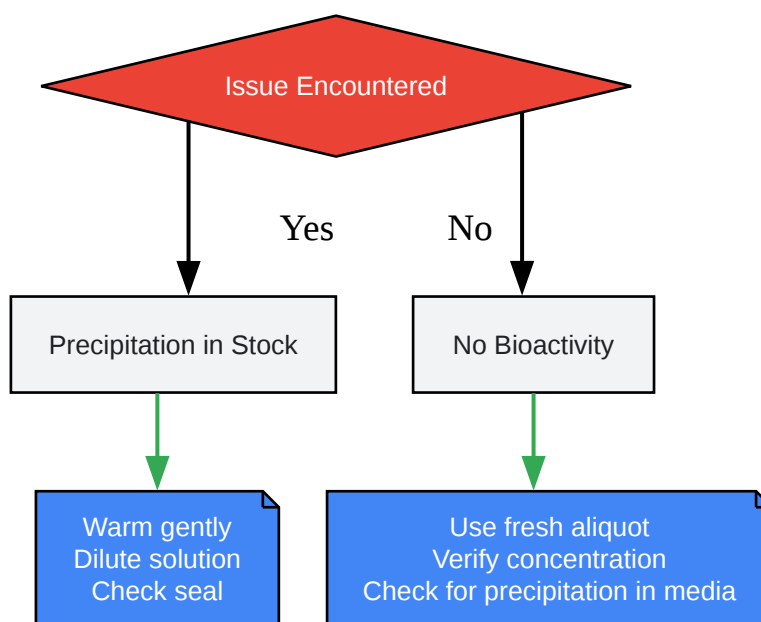 Issue Encountered
Yes
No
Precipitation in Stock
No Bioactivity
Warm gently
Dilute solution
Check seal
Use fresh aliquot
Verify concentration
Check for precipitation in media